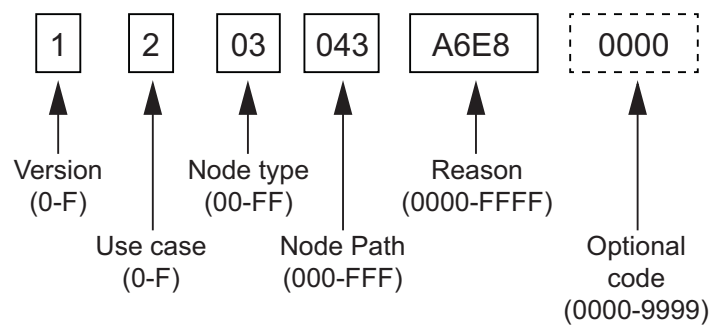 1 2 03 043 A6E8 0000
Version Node type Reason
(0-F) (00-FF) (0000-FFFF)
Use case Node Path Optional
(0-F) (000-FFF) code
(0000-9999)